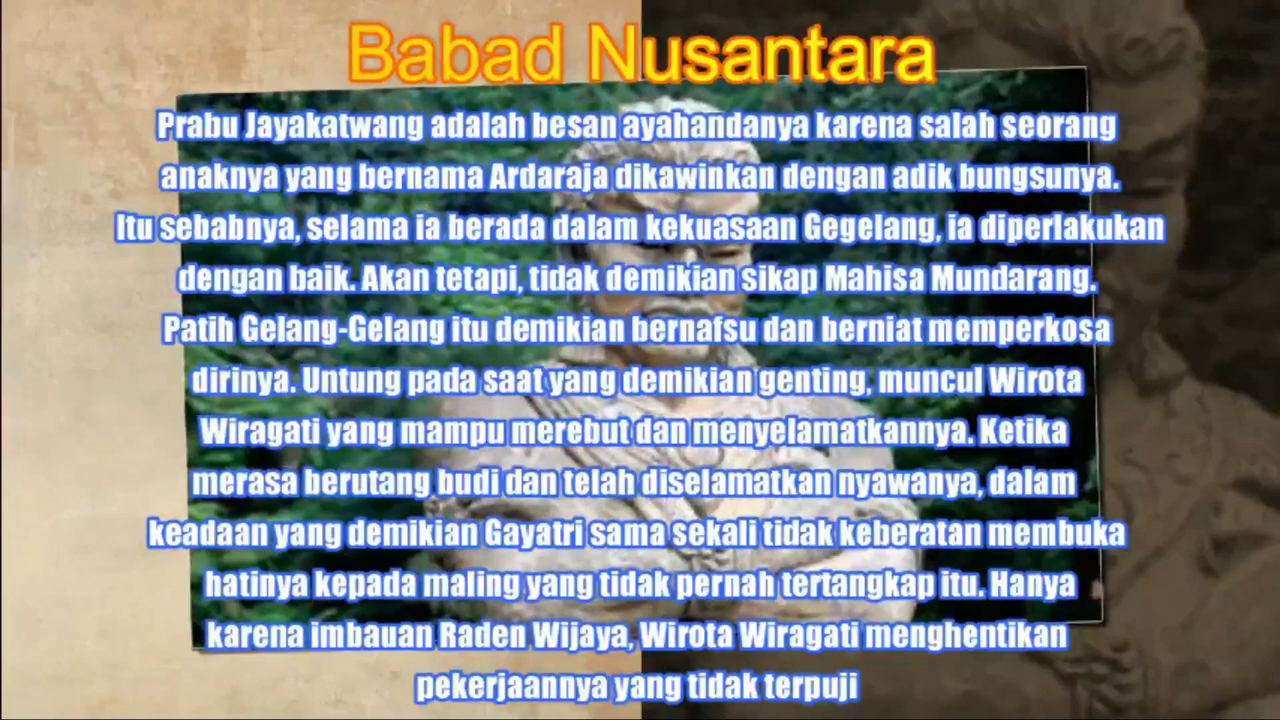 Babad Nusantara
Prabu Jayakatwang adalah besan ayahandanya karena salah seorang
anaknya yang bernama Ardaraja dikawinkan dengan adik bungsunya.
Itu sebabnya, selama ia berada dalam kekuasaan Gegelang, ia diperlakukan
dengan baik. Akan tetapi, tidak demikian sikap Mahisa Mundarang.
Patih Gelang-Gelang itu demikian bernafsu dan berniat memperkosa
dirinya. Untung pada saat yang demikian genting, muncul Wirota
Wiragati yang mampu merebut dan menyelamatkannya. Ketika
merasa berutang budi dan telah diselamatkan nyawanya, dalam
keadaan yang demikian Gayatri sama sekali tidak keberatan membuka
hatinya kepada maling yang tidak pernah tertangkap itu. Hanya
karena imbauan Raden Wijaya, Wirota Wiragati menghentikan
pekerjaannya yang tidak terpuji